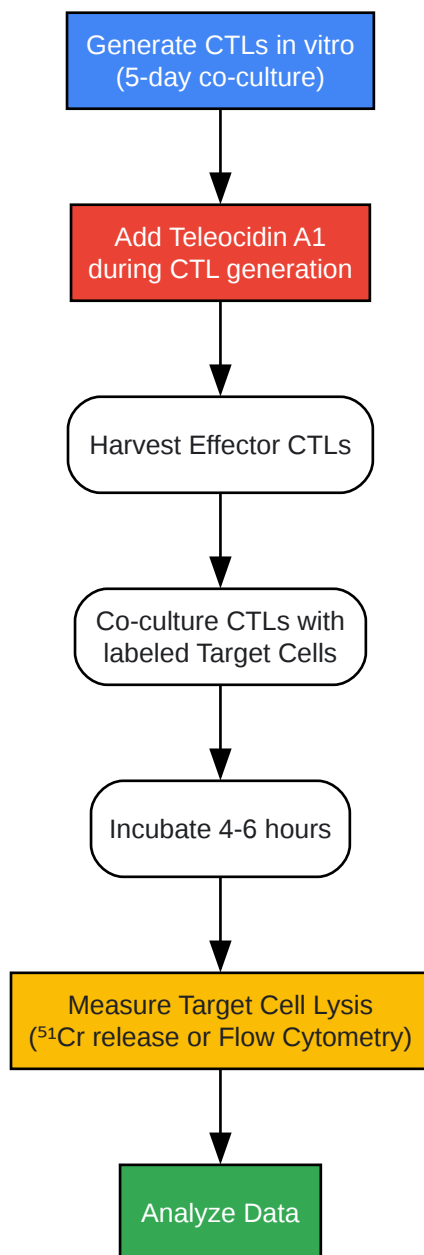 Generate CTLs in vitro
(5-day co-culture)
Add Teleocidin A1
during CTL generation
Harvest Effector CTLs
Co-culture CTLs with
labeled Target Cells
Incubate 4-6 hours
Measure Target Cell Lysis
(⁵¹Cr release or Flow Cytometry)
Analyze Data